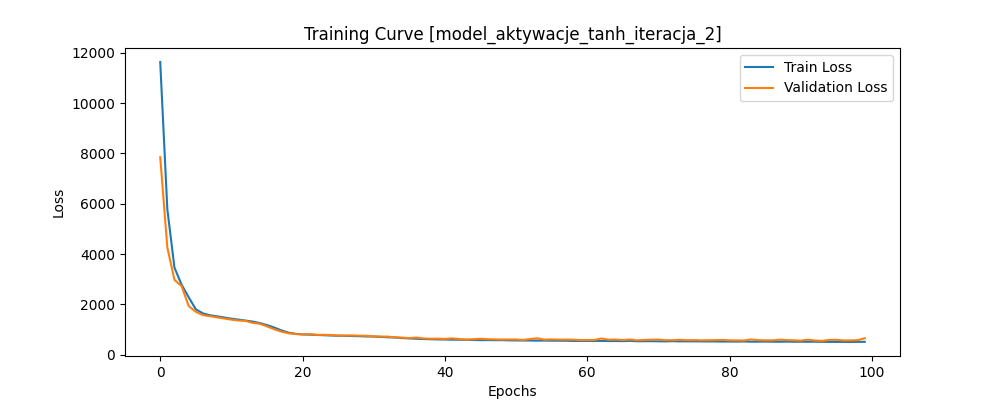 Training Curve [model_aktywacje_tanh_iteracja_2]
Train Loss
Validation Loss
12000
10000
8000
6000
4000
2000
0
Loss
0
20
40
60
80
100
Epochs